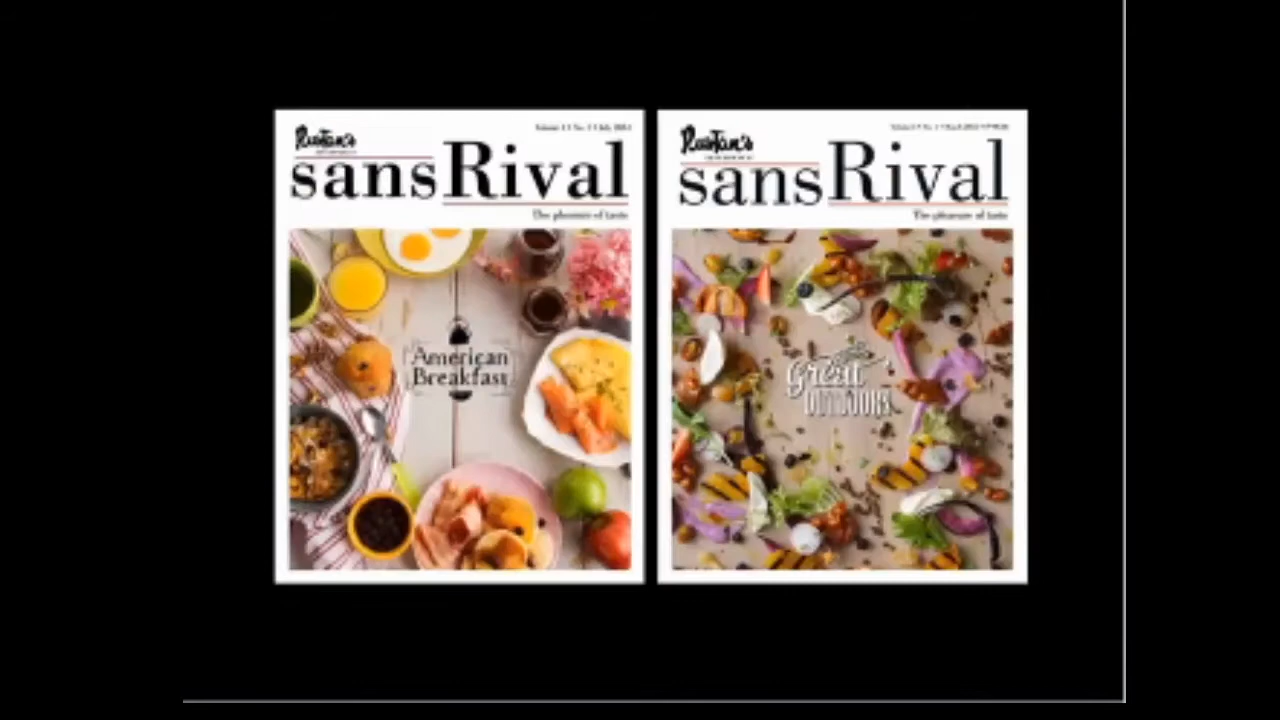 Rustan's
sansRival
The pleasure of taste
American
Breakfast
Rustan's
sansRival
The pleasure of taste
Great
OUTDOORS